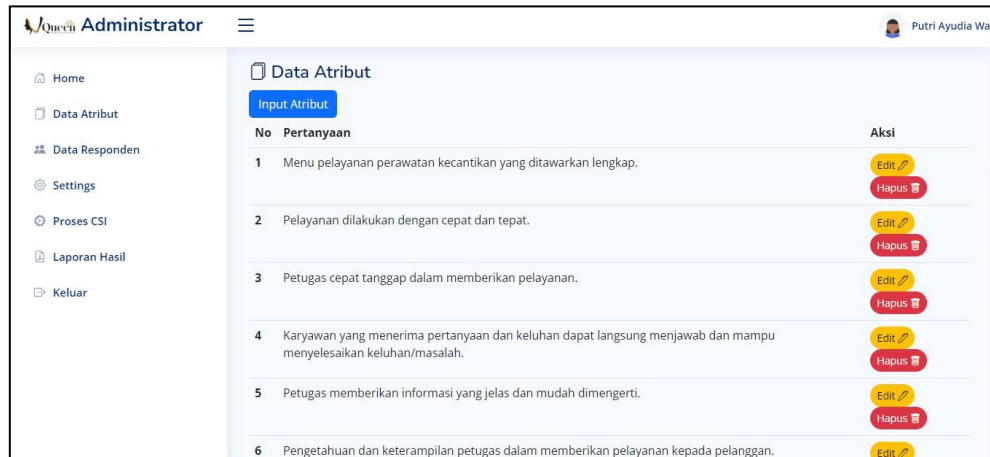 Queen Administrator
Putri Ayudia Wa
Home
Data Atribut
Data Responden
Settings
Proses CSI
Laporan Hasil
Keluar
Data Atribut
Input Atribut
No Pertanyaan Aksi
1 Menu pelayanan perawatan kecantikan yang ditawarkan lengkap. Edit
Hapus
2 Pelayanan dilakukan dengan cepat dan tepat. Edit
Hapus
3 Petugas cepat tanggap dalam memberikan pelayanan. Edit
Hapus
4 Karyawan yang menerima pertanyaan dan keluhan dapat langsung menjawab dan mampu Edit
menyelesaikan keluhan/masalah.
Hapus
5 Petugas memberikan informasi yang jelas dan mudah dimengerti. Edit
Hapus
6 Pengetahuan dan keterampilan petugas dalam memberikan pelayanan kepada pelanggan. Edit